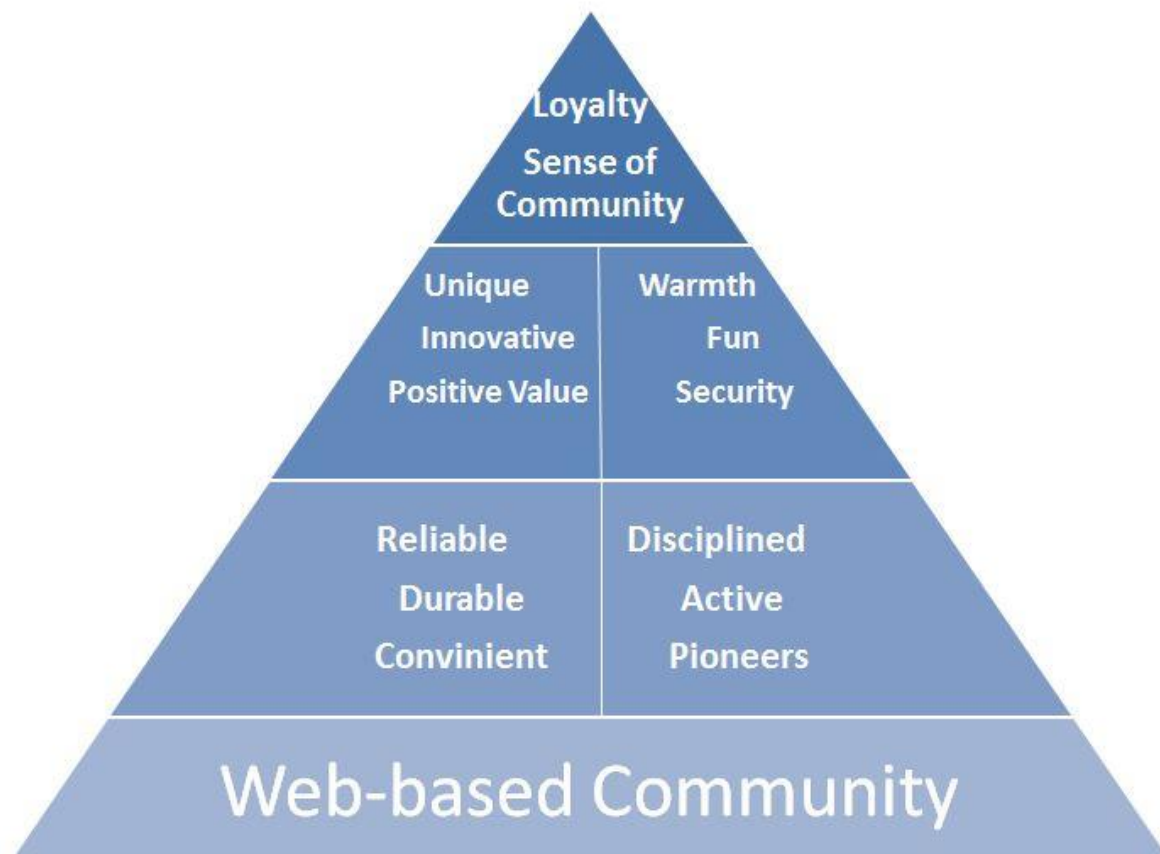 Loyalty
Sense of
Community
Unique
Innovative
Positive Value
Warmth
Fun
Security
Reliable
Durable
Convinient
Disciplined
Active
Pioneers
Web-based Community